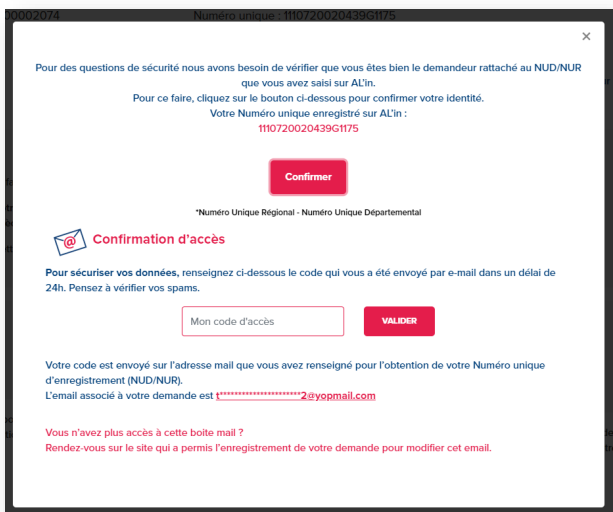 00002074 Numéro unique : 1110720020439G1175
×
Pour des questions de sécurité nous avons besoin de vérifier que vous êtes bien le demandeur rattaché au NUD/NUR
que vous avez saisi sur AL'in.
Pour ce faire, cliquez sur le bouton ci-dessous pour confirmer votre identité.
Votre Numéro unique enregistré sur AL'in :
1110720020439G1175
Confirmer
*Numéro Unique Régional - Numéro Unique Départemental
@ Confirmation d'accès
Pour sécuriser vos données, renseignez ci-dessous le code qui vous a été envoyé par e-mail dans un délai de
24h. Pensez à vérifier vos spams.
Mon code d'accès VALIDER
Votre code est envoyé sur l'adresse mail que vous avez renseigné pour l'obtention de votre Numéro unique
d'enregistrement (NUD/NUR).
L'email associé à votre demande est t**********************2@yopmail.com
Vous n'avez plus accès à cette boite mail ?
Rendez-vous sur le site qui a permis l'enregistrement de votre demande pour modifier cet email.